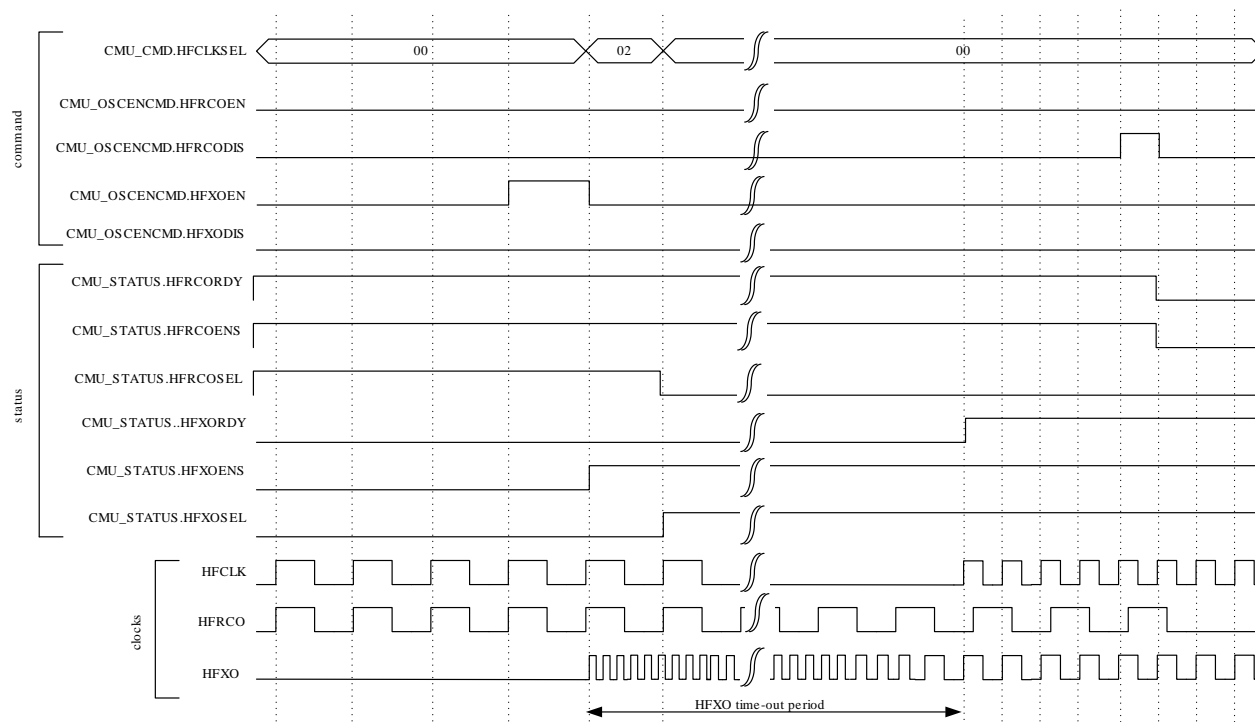 CMU_CMD.HFCLKSEL
00
02
00
CMU_OSCENCMD.HFRCOEN
CMU_OSCENCMD.HFRCODIS
CMU_OSCENCMD.HFXOEN
CMU_OSCENCMD.HFXODIS
command
CMU_STATUS.HFRCORDY
CMU_STATUS.HFRCOENS
CMU_STATUS.HFRCOSEL
CMU_STATUS..HFXORDY
CMU_STATUS.HFXOENS
CMU_STATUS.HFXOSEL
status
HFCLK
HFRCO
HFXO
clocks
HFXO time-out period